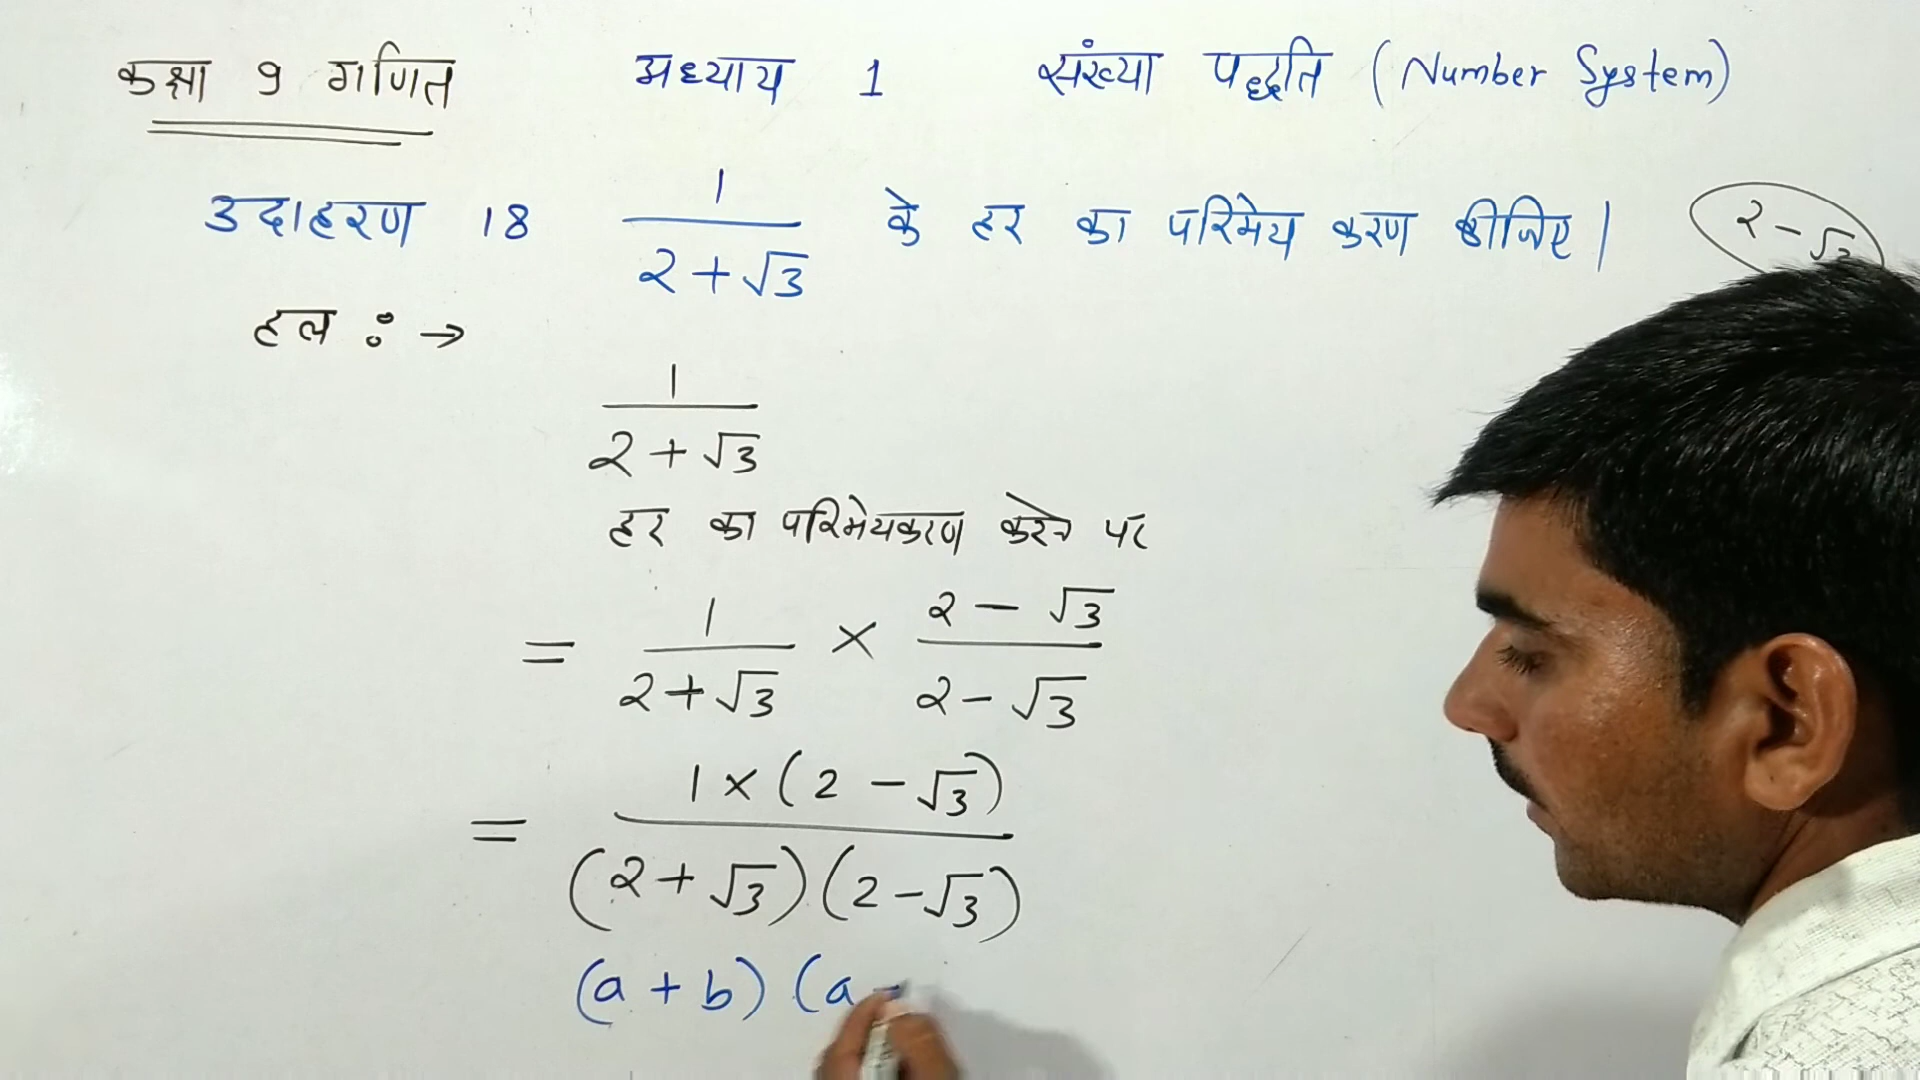 कक्षा 9 गणित अध्याय 1 संख्या पद्धति (Number System)
उदाहरण 18 1/(2+√3) के हर का परिमेय करण कीजिए। 2-√3
हल :→
1/(2+√3)
हर का परिमेयकरण करने पर
= 1/(2+√3) × (2-√3)/(2-√3)
= 1×(2-√3)/(2+√3)(2-√3)
(a+b)(a-